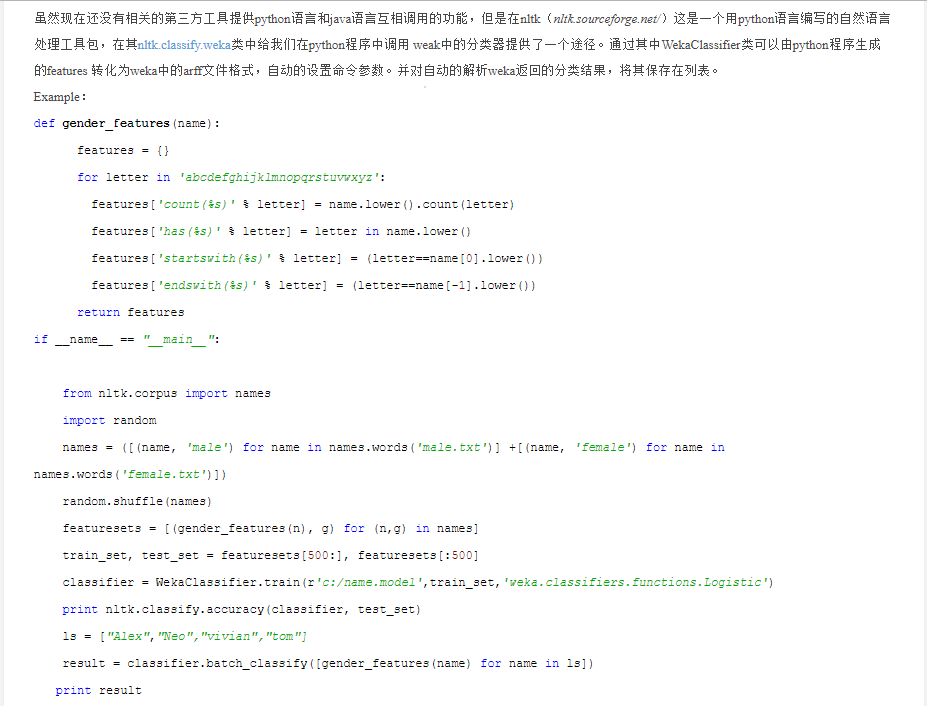 虽然现在还没有相关的第三方工具提供python语言和java语言互相调用的功能，但是在nltk（nltk.sourceforge.net/）这是一个用python语言编写的自然语言
处理工具包，在其nltk.classify.weka类中给我们在python程序中调用 weak中的分类器提供了一个途径。通过其中WekaClassifier类可以由python程序生成
的features 转化为weka中的arff文件格式，自动的设置命令参数。并对自动的解析weka返回的分类结果，将其保存在列表。
Example：
def gender_features(name):
features = {}
for letter in 'abcdefghijklmnopqrstuvwxyz':
features['count(%s)' % letter] = name.lower().count(letter)
features['has(%s)' % letter] = letter in name.lower()
features['startswith(%s)' % letter] = (letter==name[0].lower())
features['endswith(%s)' % letter] = (letter==name[-1].lower())
return features
if __name__ == "__main__":
from nltk.corpus import names
import random
names = ([(name, 'male') for name in names.words('male.txt')] +[(name, 'female') for name in
names.words('female.txt')])
random.shuffle(names)
featuresets = [(gender_features(n), g) for (n,g) in names]
train_set, test_set = featuresets[500:], featuresets[:500]
classifier = WekaClassifier.train(r'c:/name.model',train_set,'weka.classifiers.functions.Logistic')
print nltk.classify.accuracy(classifier, test_set)
ls = ["Alex","Neo","vivian","tom"]
result = classifier.batch_classify([gender_features(name) for name in ls])
print result